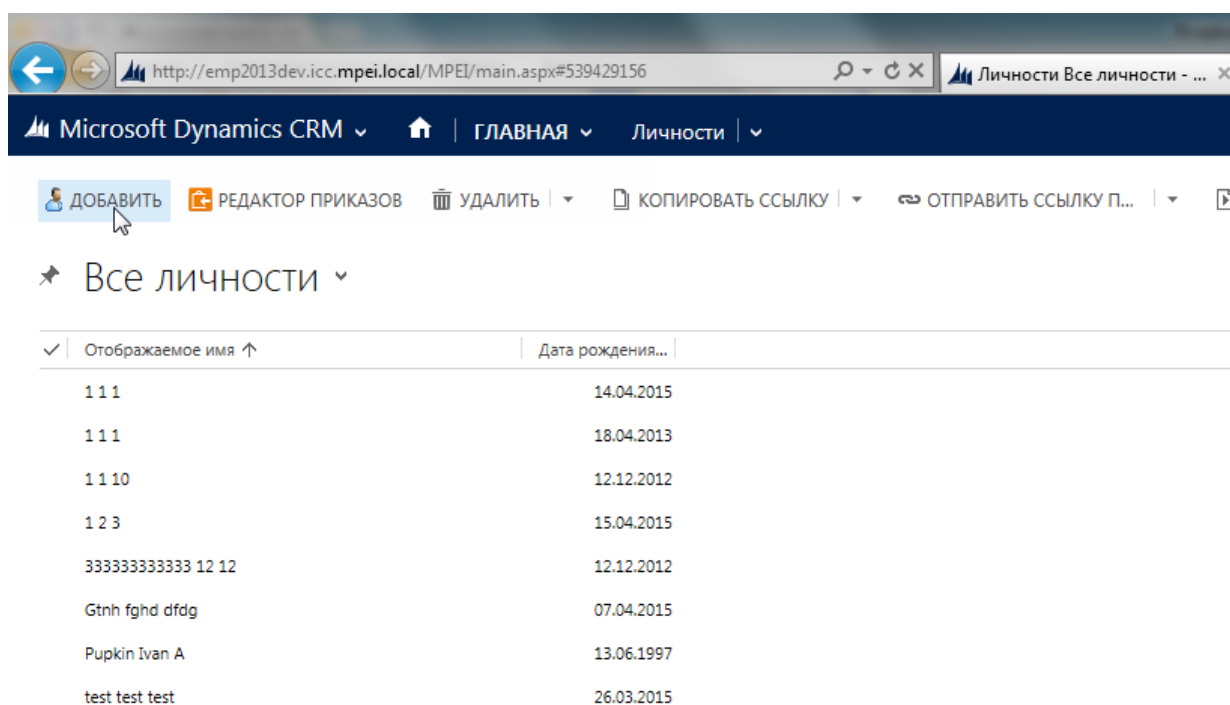 http://emp2013dev.icc.mpei.local/MPEI/main.aspx#539429156 Личности Все личности - ...
Microsoft Dynamics CRM ГЛАВНАЯ Личности
ДОБАВИТЬ РЕДАКТОР ПРИКАЗОВ УДАЛИТЬ КОПИРОВАТЬ ССЫЛКУ ОТПРАВИТЬ ССЫЛКУ П...
Все личности
Отображаемое имя Дата рождения...
1 1 1 14.04.2015
1 1 1 18.04.2013
1 1 10 12.12.2012
1 2 3 15.04.2015
333333333333 12 12 12.12.2012
Gtnh fghd dfdg 07.04.2015
Pupkin Ivan A 13.06.1997
test test test 26.03.2015